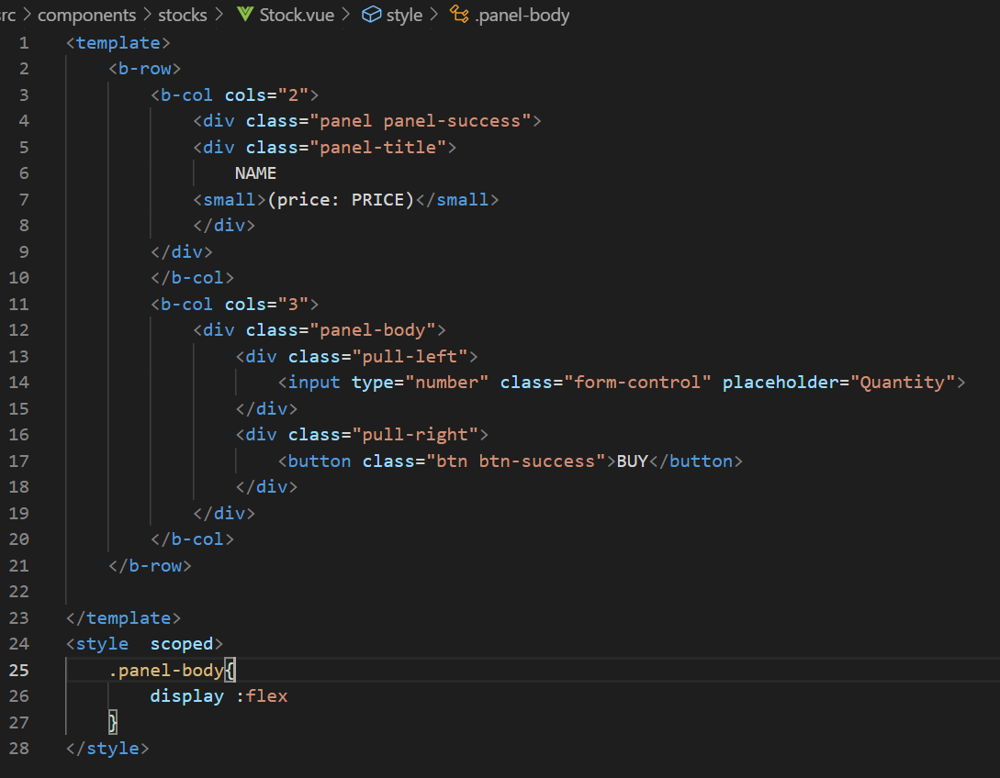 rc > components > stocks > Stock.vue > style > .panel-body
1 <template>
2 <b-row>
3 <b-col cols="2">
4 <div class="panel panel-success">
5 <div class="panel-title">
6 NAME
7 <small>(price: PRICE)</small>
8 </div>
9 </div>
10 </b-col>
11 <b-col cols="3">
12 <div class="panel-body">
13 <div class="pull-left">
14 <input type="number" class="form-control" placeholder="Quantity">
15 </div>
16 <div class="pull-right">
17 <button class="btn btn-success">BUY</button>
18 </div>
19 </div>
20 </b-col>
21 </b-row>
22
23 </template>
24 <style  scoped>
25 .panel-body{
26 display :flex
27 }
28 </style>